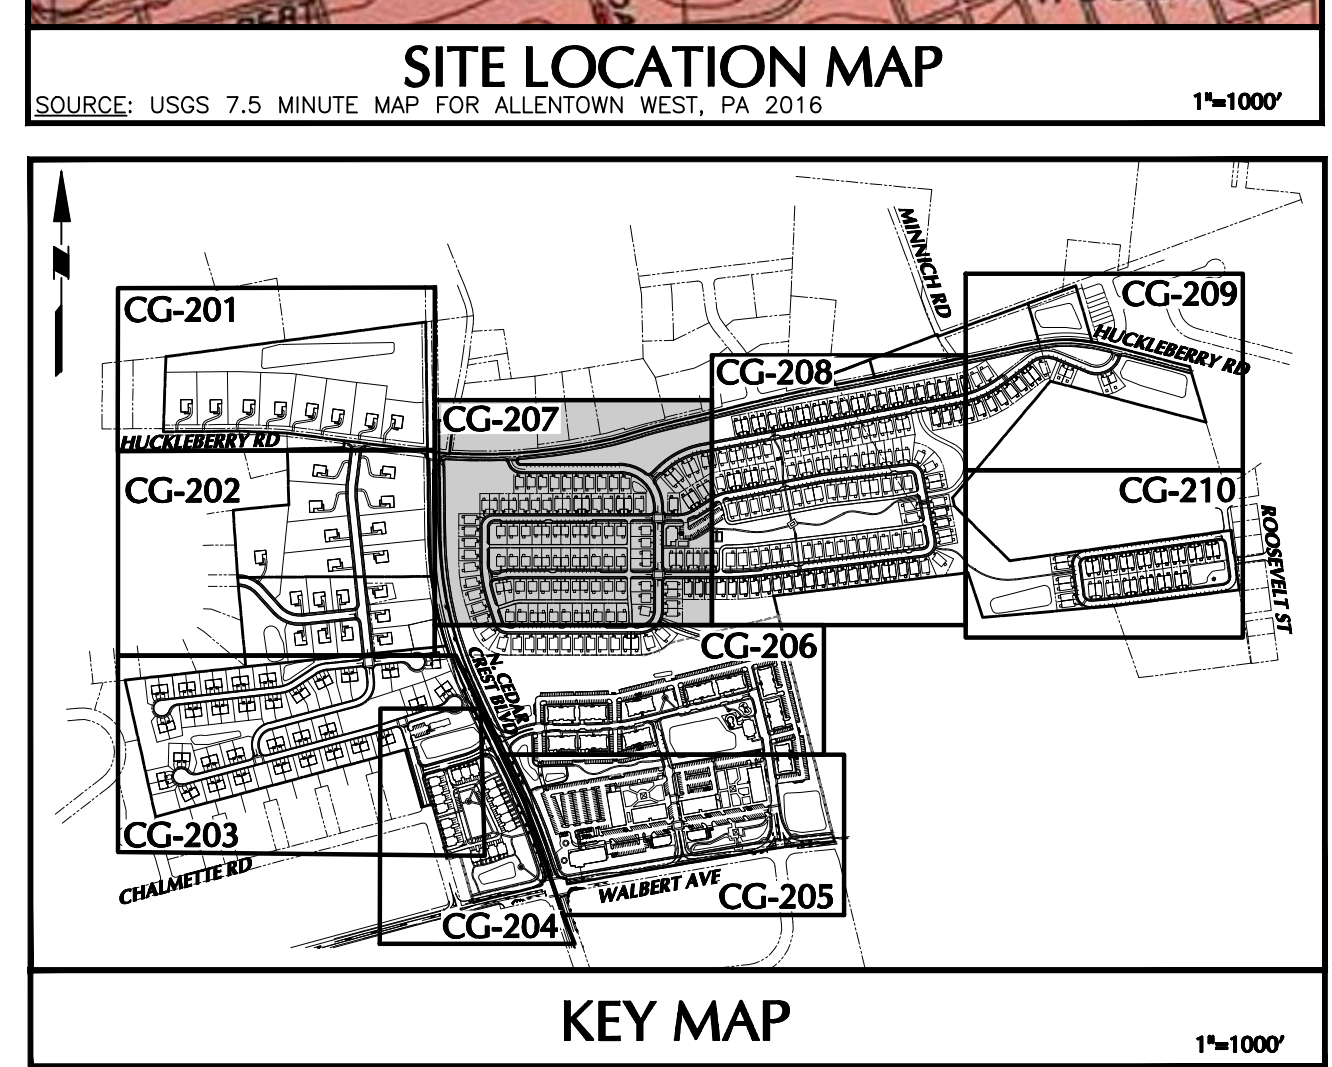 SITE LOCATION MAP
SOURCE: USGS 7.5 MINUTE MAP FOR ALLENTOWN WEST, PA 2016
1"=1000'
MINNICH RD
CG-201
CG-209
HUCKLEBERRY RD
CG-208
CG-207
HUCKLEBERRY RD
CG-202
CG-210
ROOSEVELT ST
CG-206
N. CEDAR
CREST BLVD
CG-203
CHALMETTE RD
WALBERT AVE
CG-205
CG-204
KEY MAP
1"=1000'